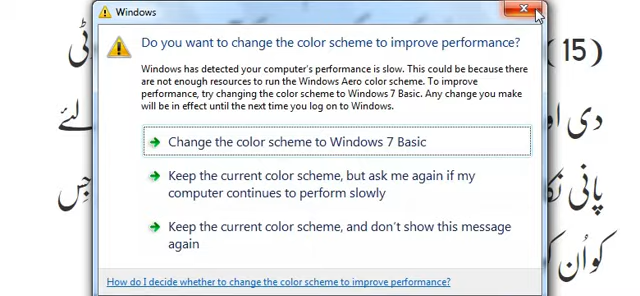 Windows
Do you want to change the color scheme to improve performance?
Windows has detected your computer's performance is slow. This could be because there
are not enough resources to run the Windows Aero color scheme. To improve
performance, try changing the color scheme to Windows 7 Basic. Any change you make
will be in effect until the next time you log on to Windows.
Change the color scheme to Windows 7 Basic
Keep the current color scheme, but ask me again if my
computer continues to perform slowly
Keep the current color scheme, and don't show this message
again
How do I decide whether to change the color scheme to improve performance?
(15)
دی
لئے
پانی
جِس
کو اُن